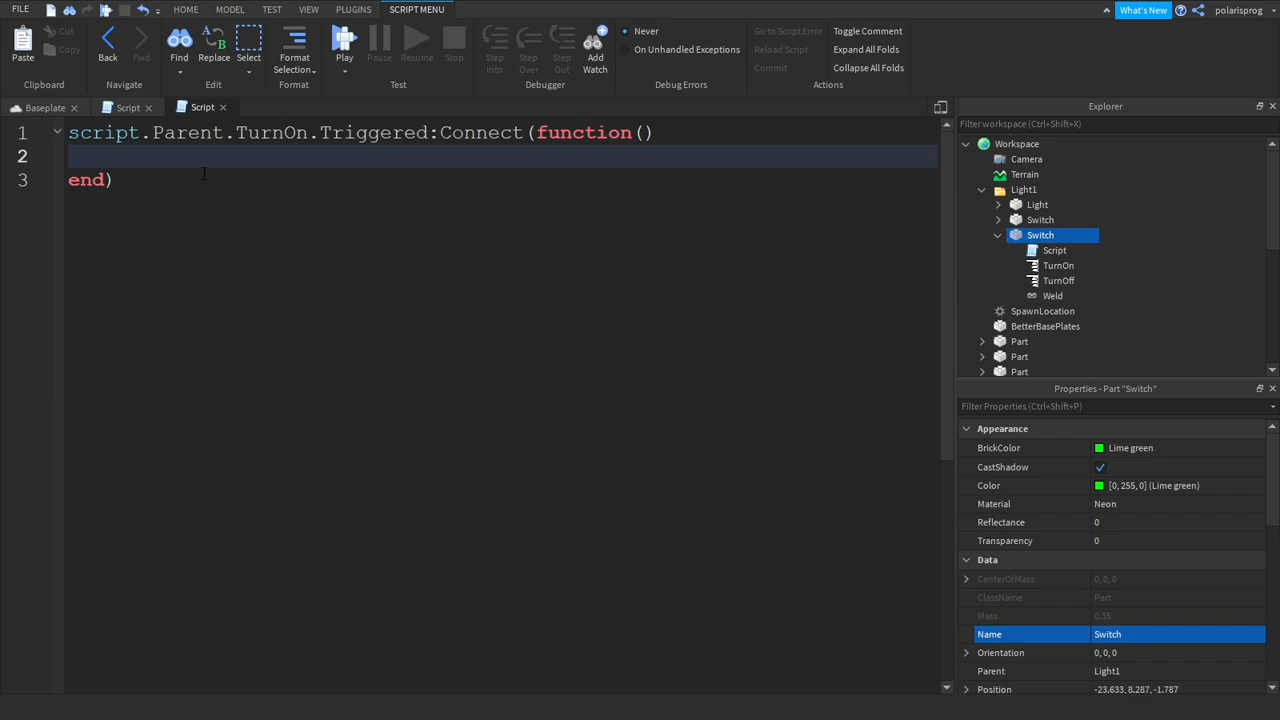 FILE HOME MODEL TEST VIEW PLUGINS SCRIPT MENU What's New polarisprog
Paste Cut Copy Clipboard
Back Fwd Navigate
Find Replace Select Edit
Format Selection Format
Play Pause Resume Stop Test
Step Into Step Over Step Out Add Watch Debugger
Never
On Unhandled Exceptions
Debug Errors
Go to Script Error
Reload Script
Commit
Toggle Comment
Expand All Folds
Collapse All Folds
Actions
Baseplate Script Script
1 script.Parent.TurnOn.Triggered:Connect(function()
2
3 end)
Explorer
Filter workspace (Ctrl+Shift+X)
Workspace
Camera
Terrain
Light1
Light
Switch
Switch
Script
TurnOn
TurnOff
Weld
SpawnLocation
BetterBasePlates
Part
Part
Part
Properties - Part "Switch"
Filter Properties (Ctrl+Shift+P)
Appearance
BrickColor Lime green
CastShadow
Color [0, 255, 0] (Lime green)
Material Neon
Reflectance 0
Transparency 0
Data
CenterOfMass 0, 0, 0
ClassName Part
Mass 0.35
Name Switch
Orientation 0, 0, 0
Parent Light1
Position -23.633, 8.287, -1.787